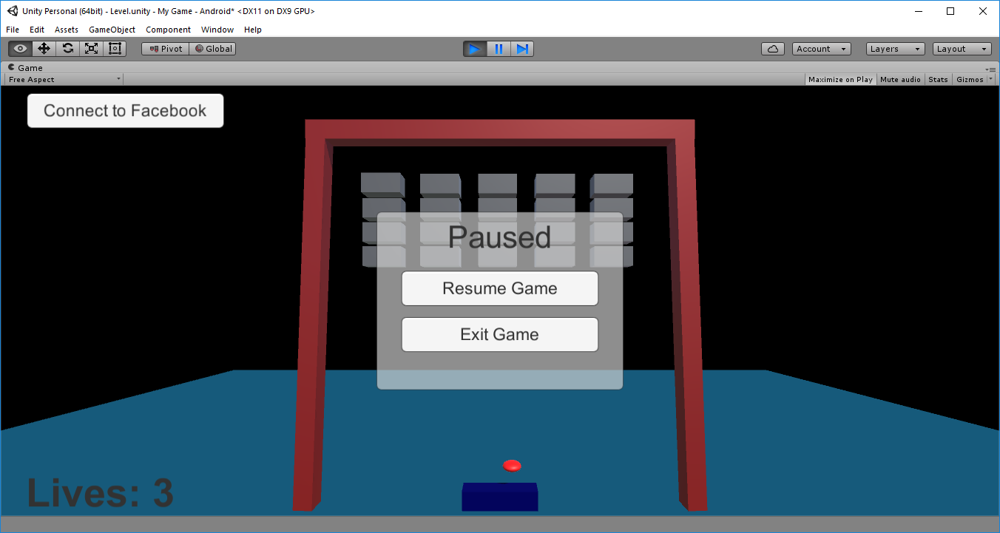 Unity Personal (64bit) - Level.unity - My Game - Android* <DX11 on DX9 GPU>
File Edit Assets GameObject Component Window Help
Pivot Global Account Layers Layout
Game
Free Aspect Maximize on Play Mute audio Stats Gizmos
Connect to Facebook
Paused
Resume Game
Exit Game
Lives: 3